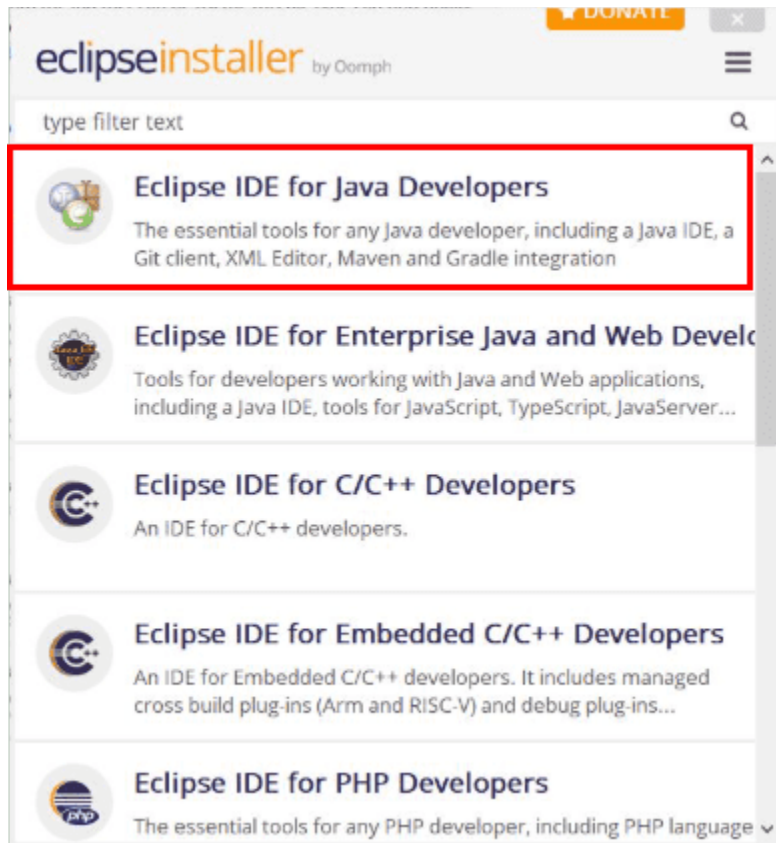 DONATE
eclipseinstaller by Oomph
type filter text
Eclipse IDE for Java Developers
The essential tools for any Java developer, including a Java IDE, a
Git client, XML Editor, Maven and Gradle integration
Eclipse IDE for Enterprise Java and Web Develo
Tools for developers working with Java and Web applications,
including a Java IDE, tools for JavaScript, TypeScript, JavaServer...
Eclipse IDE for C/C++ Developers
An IDE for C/C++ developers.
Eclipse IDE for Embedded C/C++ Developers
An IDE for Embedded C/C++ developers. It includes managed
cross build plug-ins (Arm and RISC-V) and debug plug-ins...
Eclipse IDE for PHP Developers
php
The essential tools for any PHP developer, including PHP language